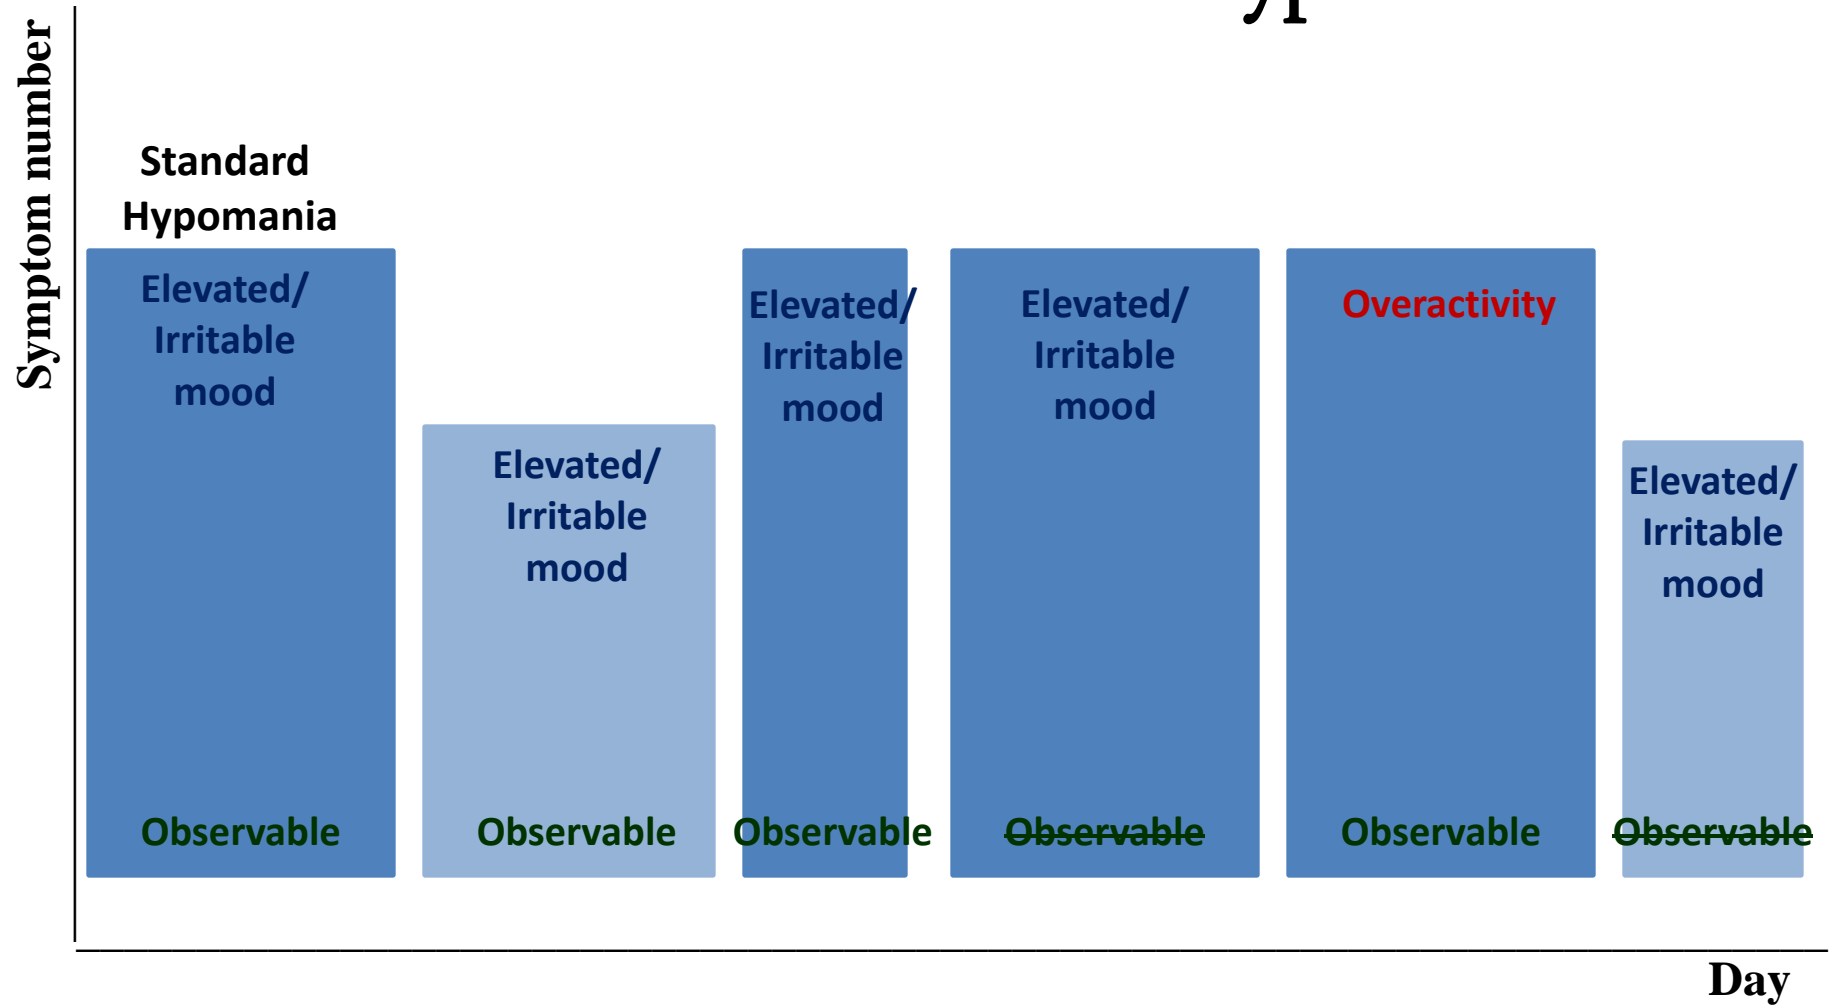 Symptom number
Standard
Hypomania
Elevated/
Irritable
mood
Observable
Elevated/
Irritable
mood
Observable
Elevated/
Irritable
mood
Observable
Elevated/
Irritable
mood
Observable
Overactivity
Observable
Elevated/
Irritable
mood
Observable
Day